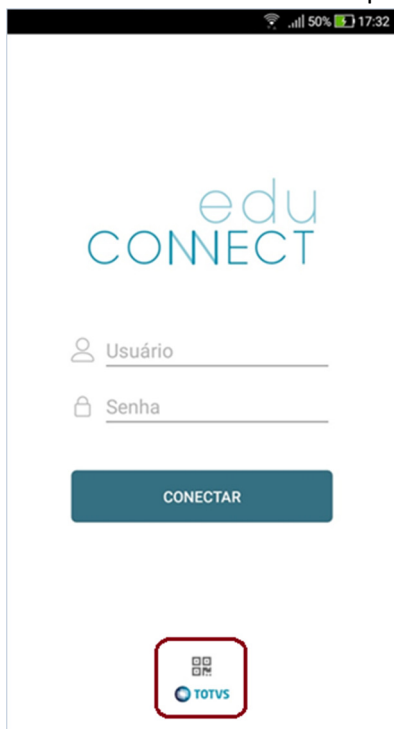 50% 17:32
edu
CONNECT
Usuário
Senha
CONECTAR
TOTVS